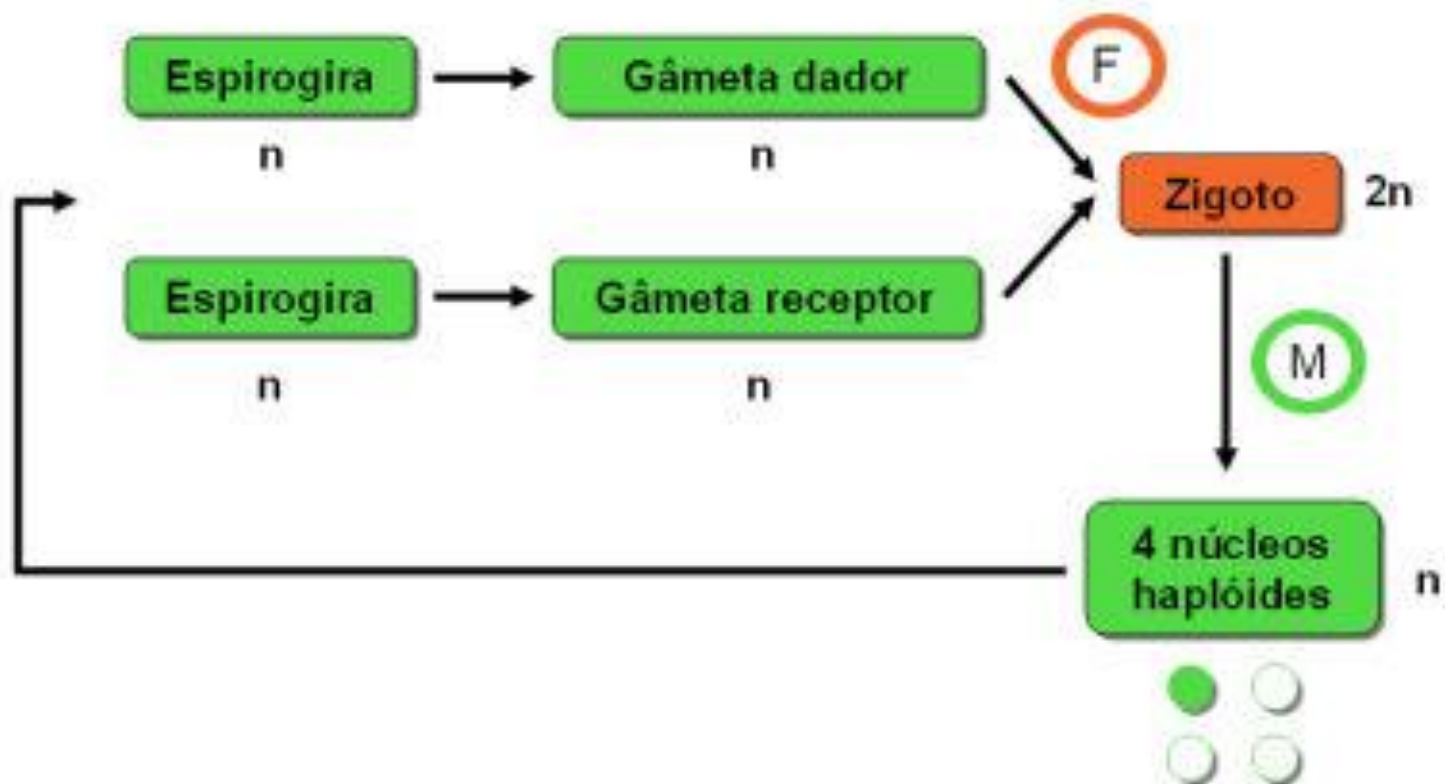 Espirogira
Gâmeta dador
F
n
n
Zigoto
2n
Espirogira
Gâmeta receptor
n
n
M
4 núcleos
haplóides
n